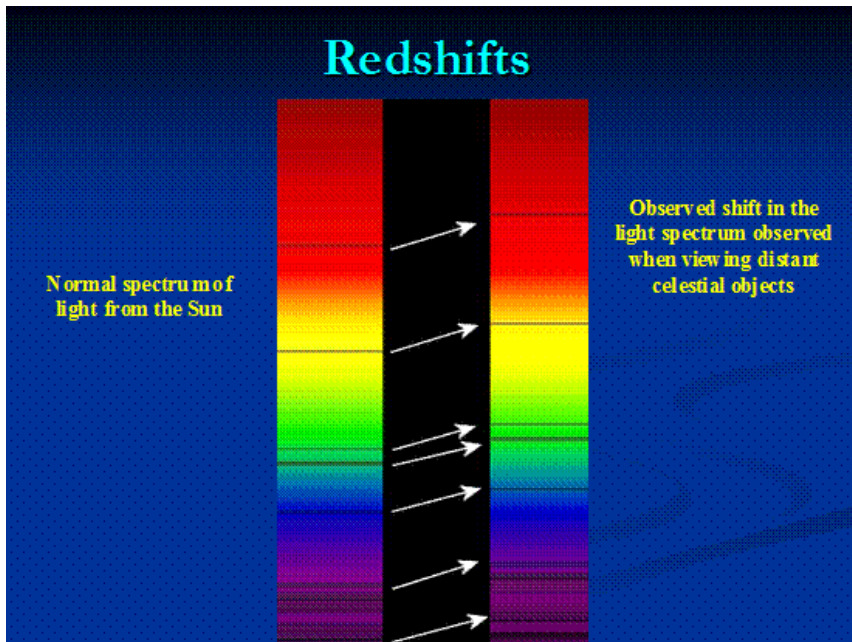 Redshifts
Normal spectrum of
light from the Sun
Observed shift in the
light spectrum observed
when viewing distant
celestial objects